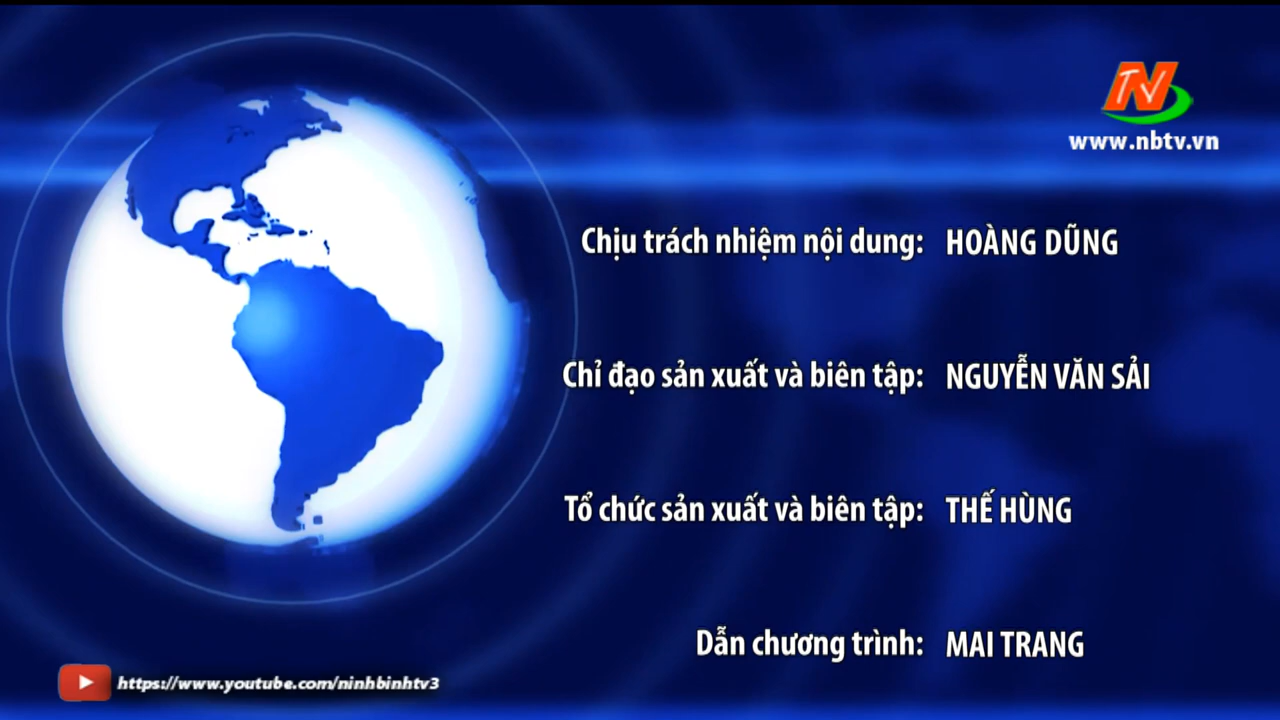 TVN
www.nbtv.vn
Chịu trách nhiệm nội dung: HOÀNG DŨNG
Chỉ đạo sản xuất và biên tập: NGUYỄN VĂN SẢI
Tổ chức sản xuất và biên tập: THẾ HÙNG
Dẫn chương trình: MAI TRANG
https://www.youtube.com/ninhbinhtv3